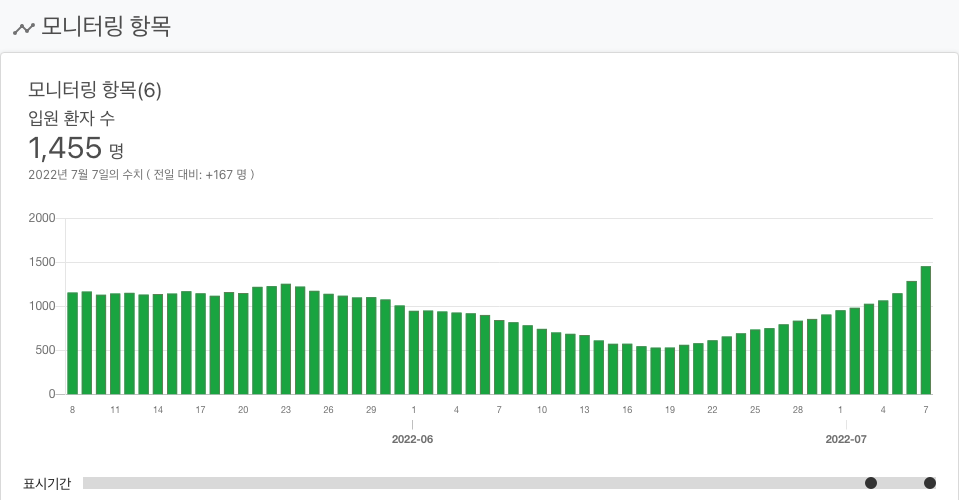 모니터링 항목
모니터링 항목(6)
입원 환자 수
1,455 명
2022년 7월 7일의 수치 ( 전일 대비: +167 명 )
2000
1500
1000
500
0
8 11 14 17 20 23 26 29 1 4 7 10 13 16 19 22 25 28 1 4 7
2022-06 2022-07
표시기간